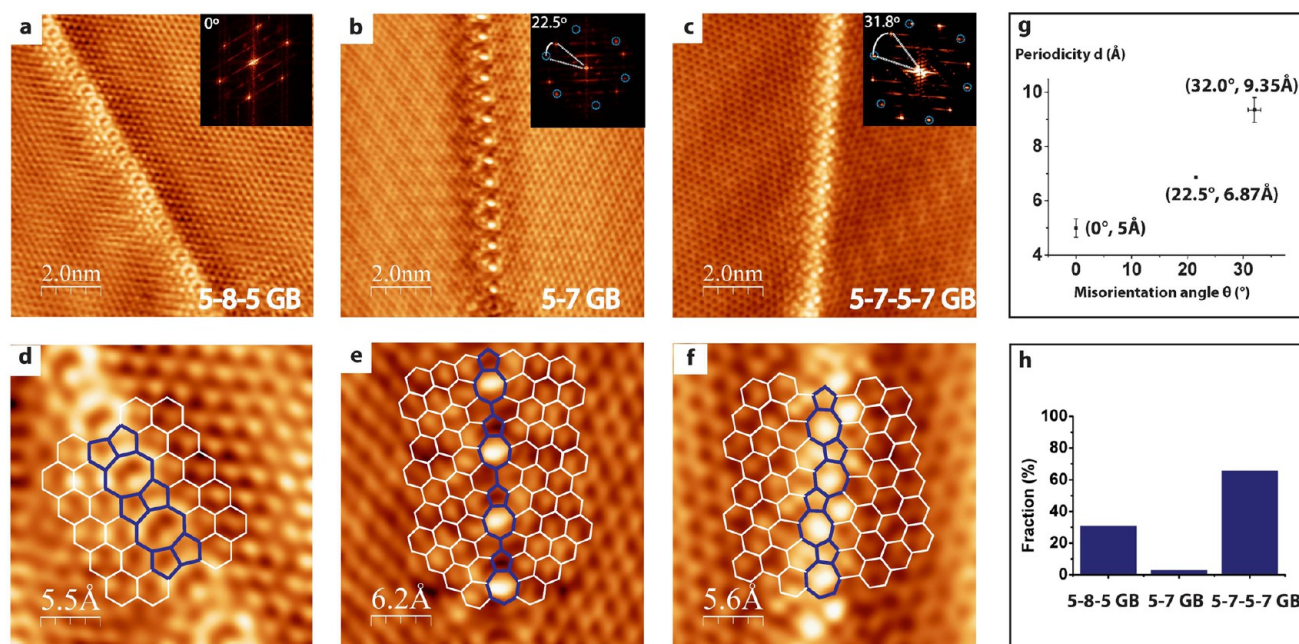 a
0°
2.0nm
5-8-5 GB
b
22.5°
2.0nm
5-7 GB
c
31.8°
2.0nm
5-7-5-7 GB
g
Periodicity d (Å)
10
8
6
4
(32.0°, 9.35Å)
(22.5°, 6.87Å)
(0°, 5Å)
0 10 20 30
Misorientation angle θ (°)
d
5.5Å
e
6.2Å
f
5.6Å
h
Fraction (%)
100
80
60
40
20
0
5-8-5 GB 5-7 GB 5-7-5-7 GB